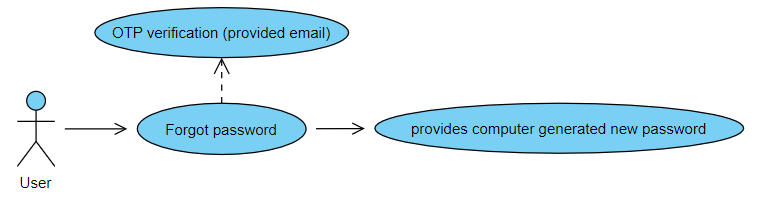 OTP verification (provided email)
Forgot password
provides computer generated new password
User